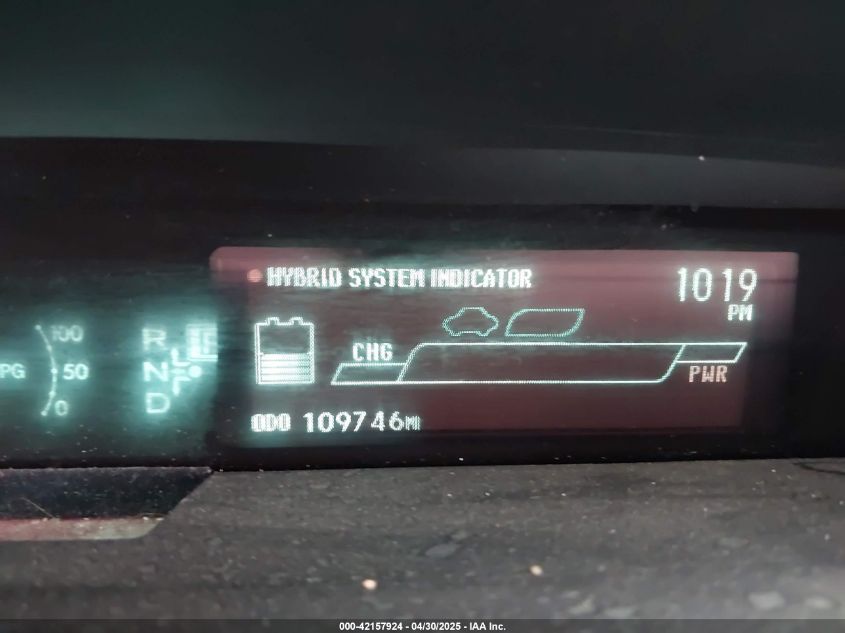 HYBRID SYSTEM INDICATOR
1019
PM
100
R
CHG
PG
50
N
PWR
0
D
ODO 109746MI
000-42157924 - 04/30/2025 - IAA Inc.